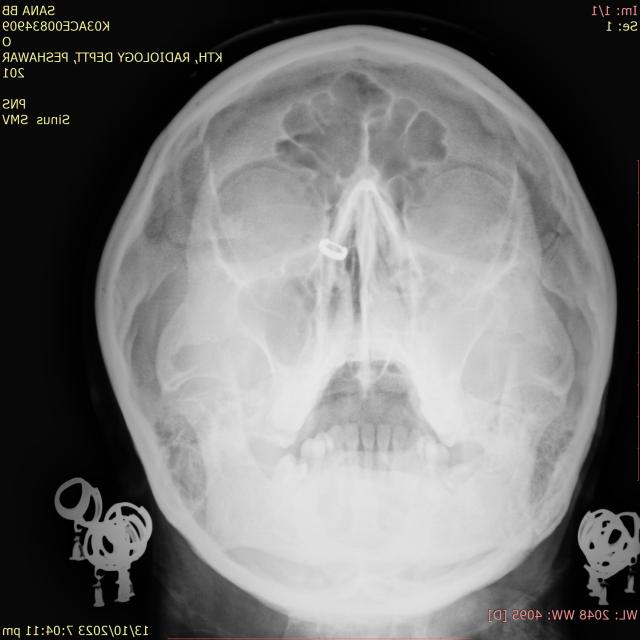 SANA BB
K03ACE00834909
O
KTH, RADIOLOGY DEPTT, PESHAWAR
201
PNS
Sinus SMV
Im: 1/1
Se: 1
WL: 2048 WW: 4095 [D]
13/10/2023 7:04:11 pm